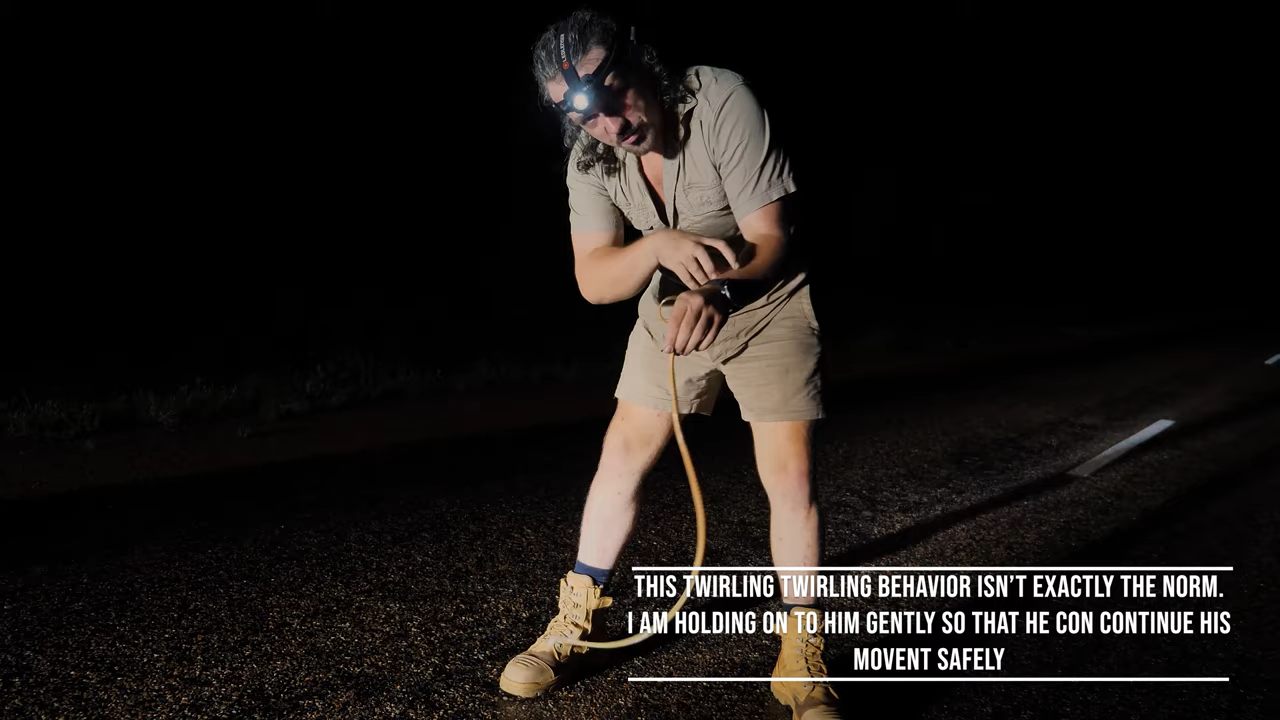 LEDLENSER
THIS TWIRLING TWIRLING BEHAVIOR ISN'T EXACTLY THE NORM.
I AM HOLDING ON TO HIM GENTLY SO THAT HE CON CONTINUE HIS
MOVENT SAFELY